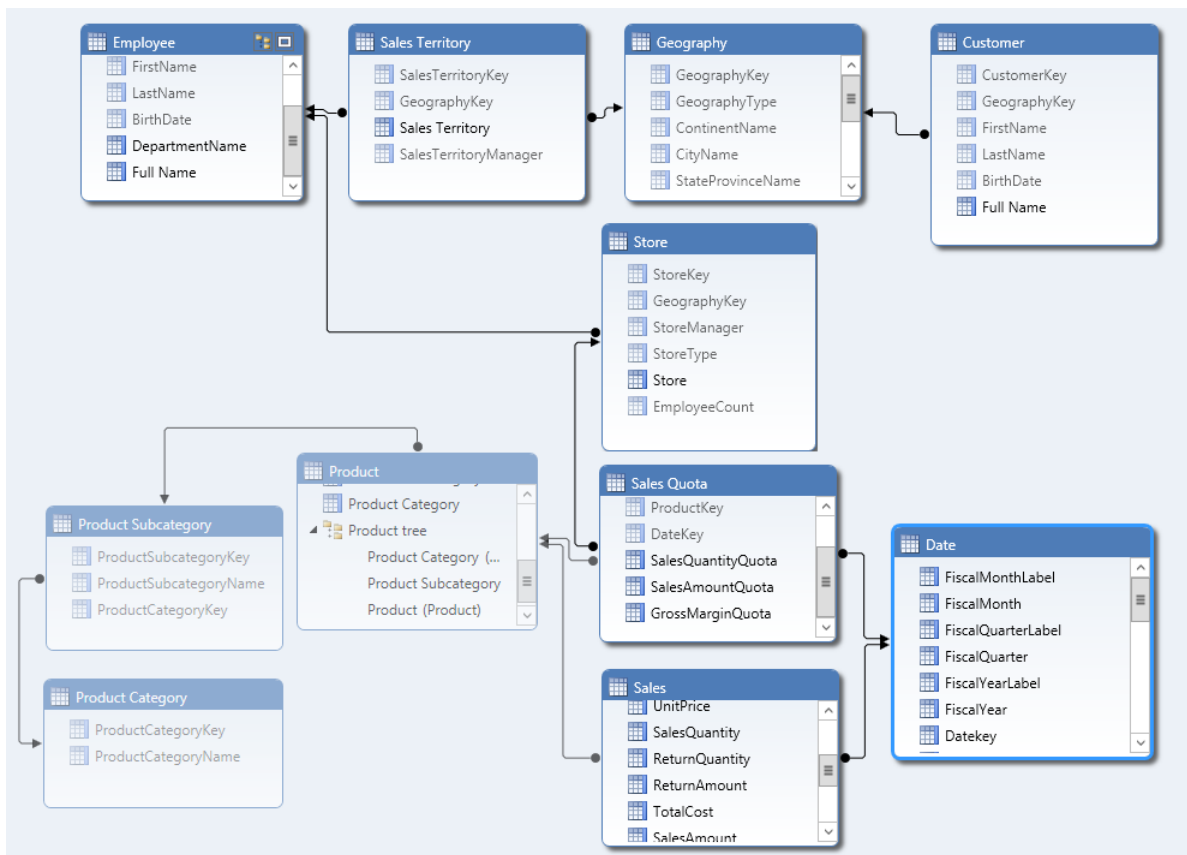 Employee
FirstName
LastName
BirthDate
DepartmentName
Full Name
Sales Territory
SalesTerritoryKey
GeographyKey
Sales Territory
SalesTerritoryManager
Geography
GeographyKey
GeographyType
ContinentName
CityName
StateProvinceName
Customer
CustomerKey
GeographyKey
FirstName
LastName
BirthDate
Full Name
Store
StoreKey
GeographyKey
StoreManager
StoreType
Store
EmployeeCount
Product
Product Category
Product tree
Product Category (...
Product Subcategory
Product (Product)
Product Subcategory
ProductSubcategoryKey
ProductSubcategoryName
ProductCategoryKey
Product Category
ProductCategoryKey
ProductCategoryName
Sales Quota
ProductKey
DateKey
SalesQuantityQuota
SalesAmountQuota
GrossMarginQuota
Sales
UnitPrice
SalesQuantity
ReturnQuantity
ReturnAmount
TotalCost
SalesAmount
Date
FiscalMonthLabel
FiscalMonth
FiscalQuarterLabel
FiscalQuarter
FiscalYearLabel
FiscalYear
Datekey